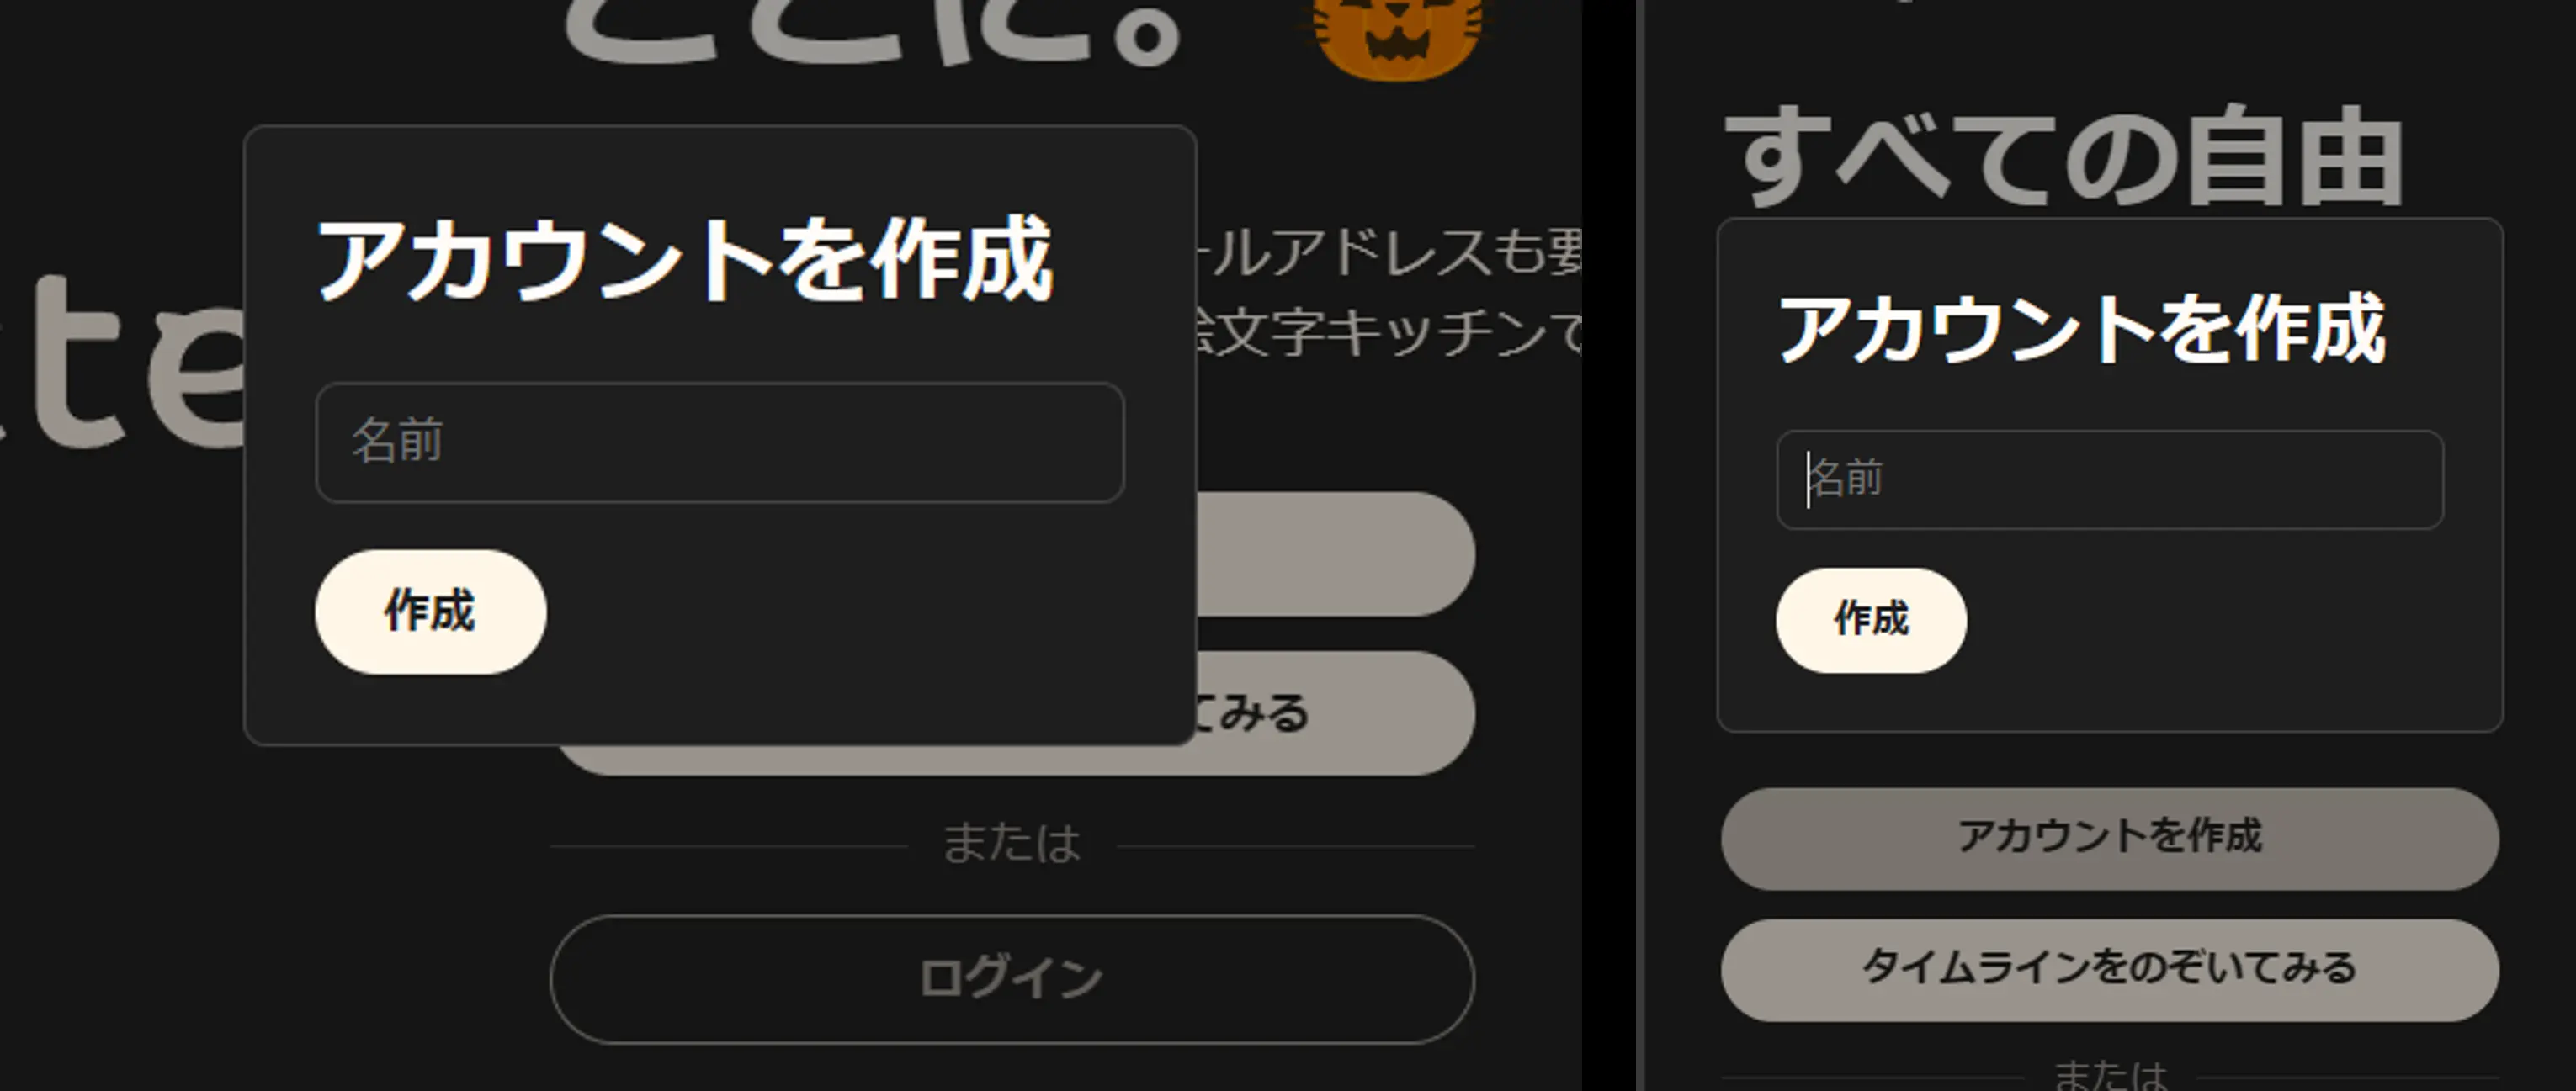 ここに。
te
アカウントを作成
ールアドレスも要
絵文字キッチンで
名前
作成
てみる
または
ログイン
すべての自由
アカウントを作成
名前
作成
アカウントを作成
タイムラインをのぞいてみる
または